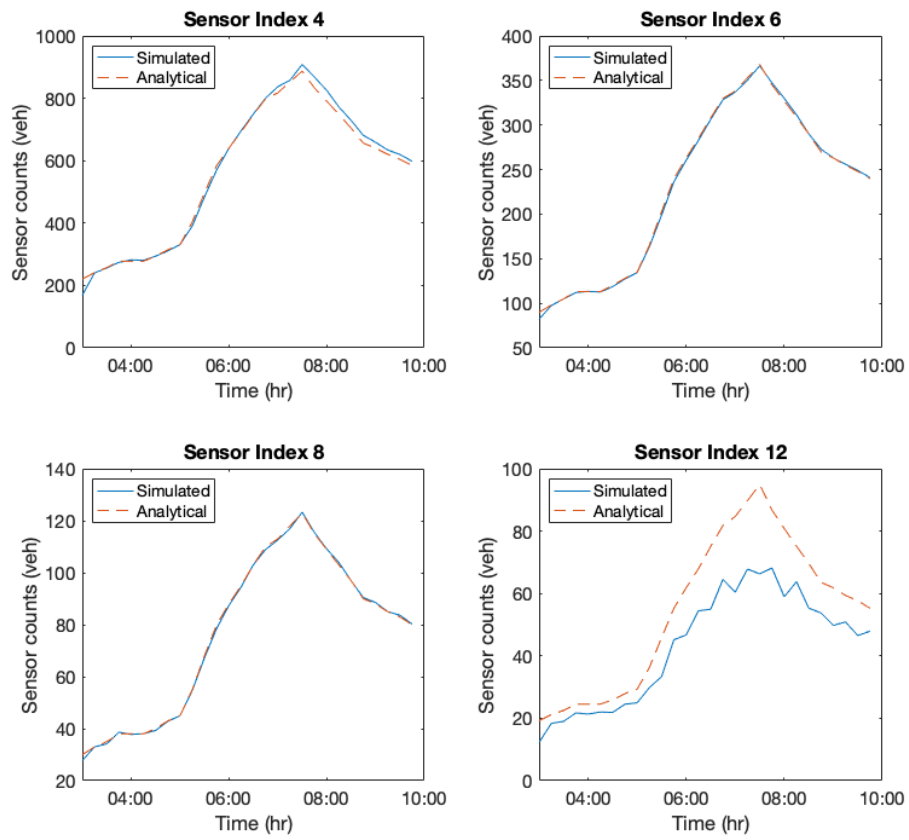 Sensor Index 4
1000
800
600
400
200
0
Sensor counts (veh)
Simulated
Analytical
04:00 06:00 08:00 10:00
Time (hr)
Sensor Index 6
400
350
300
250
200
150
100
50
Sensor counts (veh)
Simulated
Analytical
04:00 06:00 08:00 10:00
Time (hr)
Sensor Index 8
140
120
100
80
60
40
20
Sensor counts (veh)
Simulated
Analytical
04:00 06:00 08:00 10:00
Time (hr)
Sensor Index 12
100
80
60
40
20
0
Sensor counts (veh)
Simulated
Analytical
04:00 06:00 08:00 10:00
Time (hr)